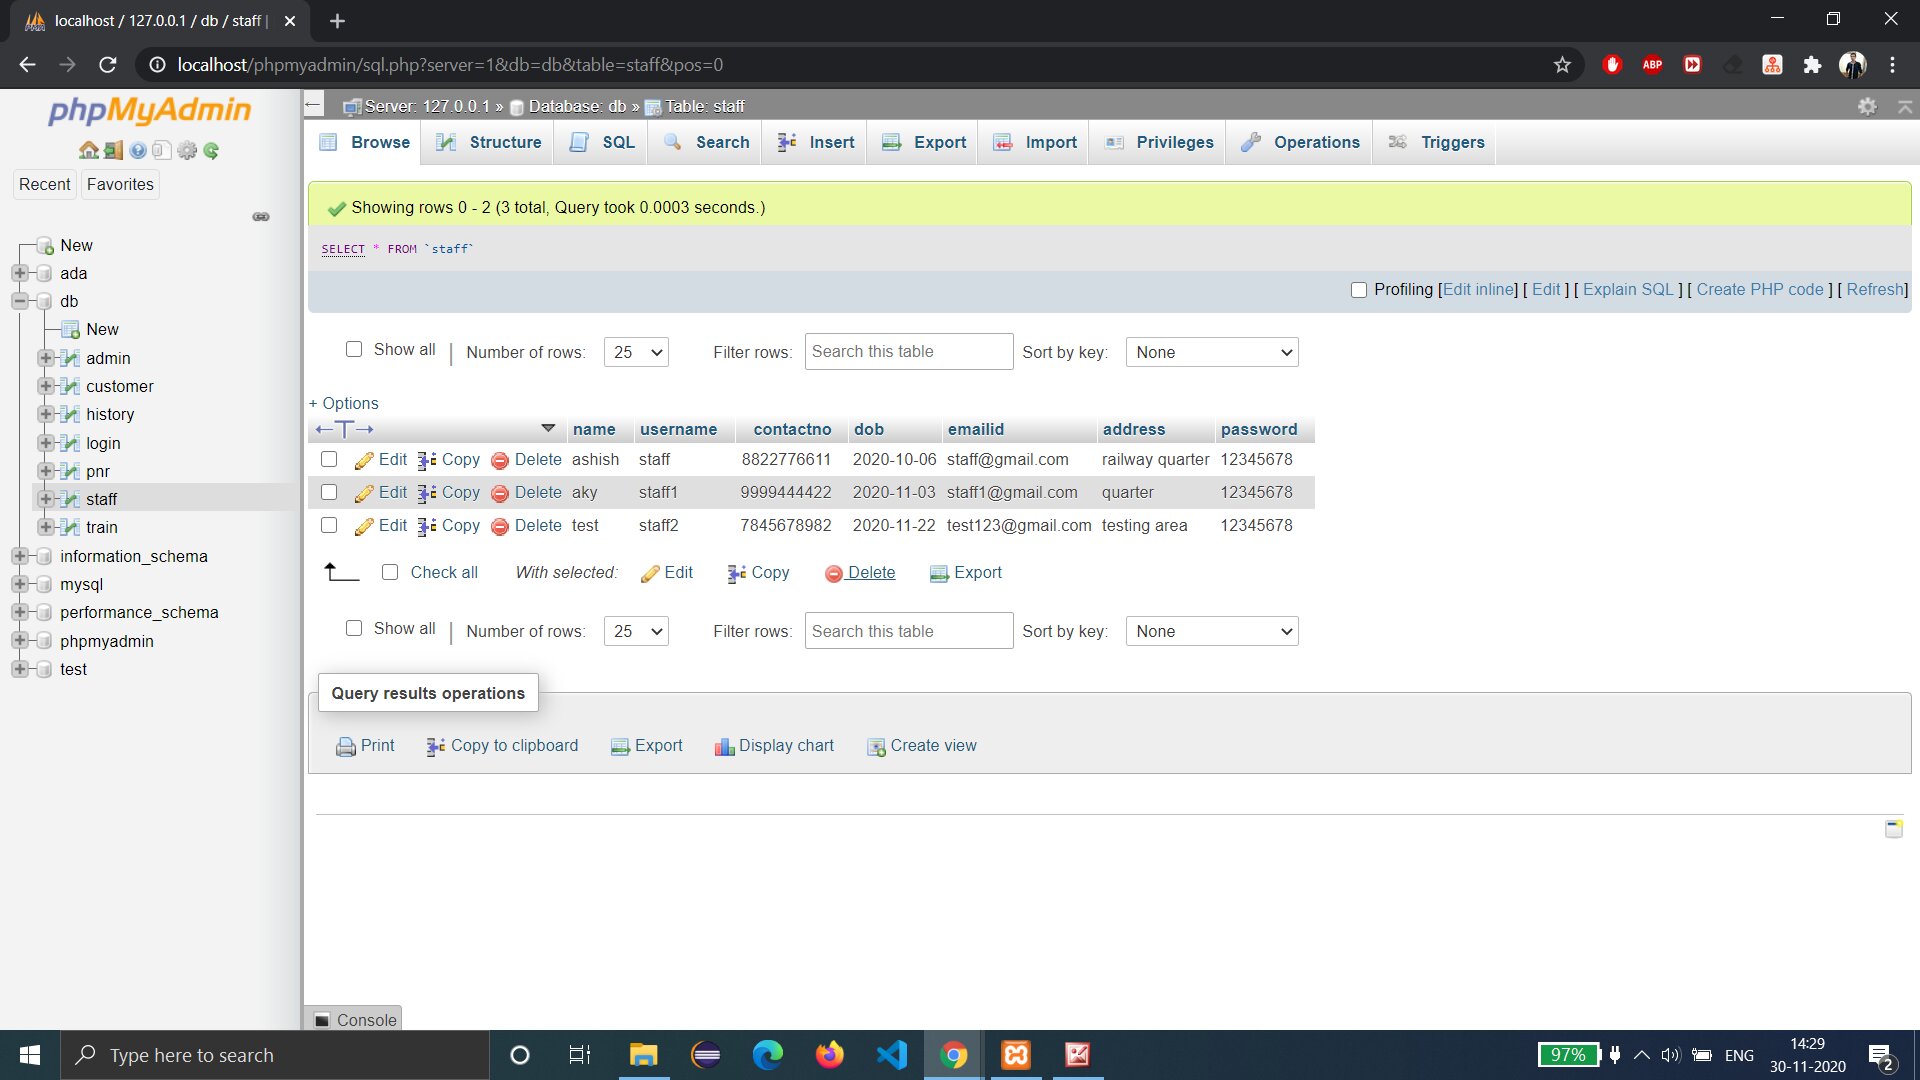 localhost / 127.0.0.1 / db / staff |
localhost/phpmyadmin/sql.php?server=1&db=db&table=staff&pos=0
ABP
phpMyAdmin
Recent Favorites
New
ada
db
New
admin
customer
history
login
pnr
staff
train
information_schema
mysql
performance_schema
phpmyadmin
test
Server: 127.0.0.1 » Database: db » Table: staff
Browse Structure SQL Search Insert Export Import Privileges Operations Triggers
Showing rows 0 - 2 (3 total, Query took 0.0003 seconds.)
SELECT * FROM `staff`
Profiling [Edit inline] [ Edit ] [ Explain SQL ] [ Create PHP code ] [ Refresh]
Show all | Number of rows: 25 Filter rows: Search this table Sort by key: None
+ Options
name username contactno dob emailid address password
Edit Copy Delete ashish staff 8822776611 2020-10-06 staff@gmail.com railway quarter 12345678
Edit Copy Delete aky staff1 9999444422 2020-11-03 staff1@gmail.com quarter 12345678
Edit Copy Delete test staff2 7845678982 2020-11-22 test123@gmail.com testing area 12345678
Check all With selected: Edit Copy Delete Export
Show all | Number of rows: 25 Filter rows: Search this table Sort by key: None
Query results operations
Print Copy to clipboard Export Display chart Create view
Console
Type here to search
97% ENG 14:29
30-11-2020
2